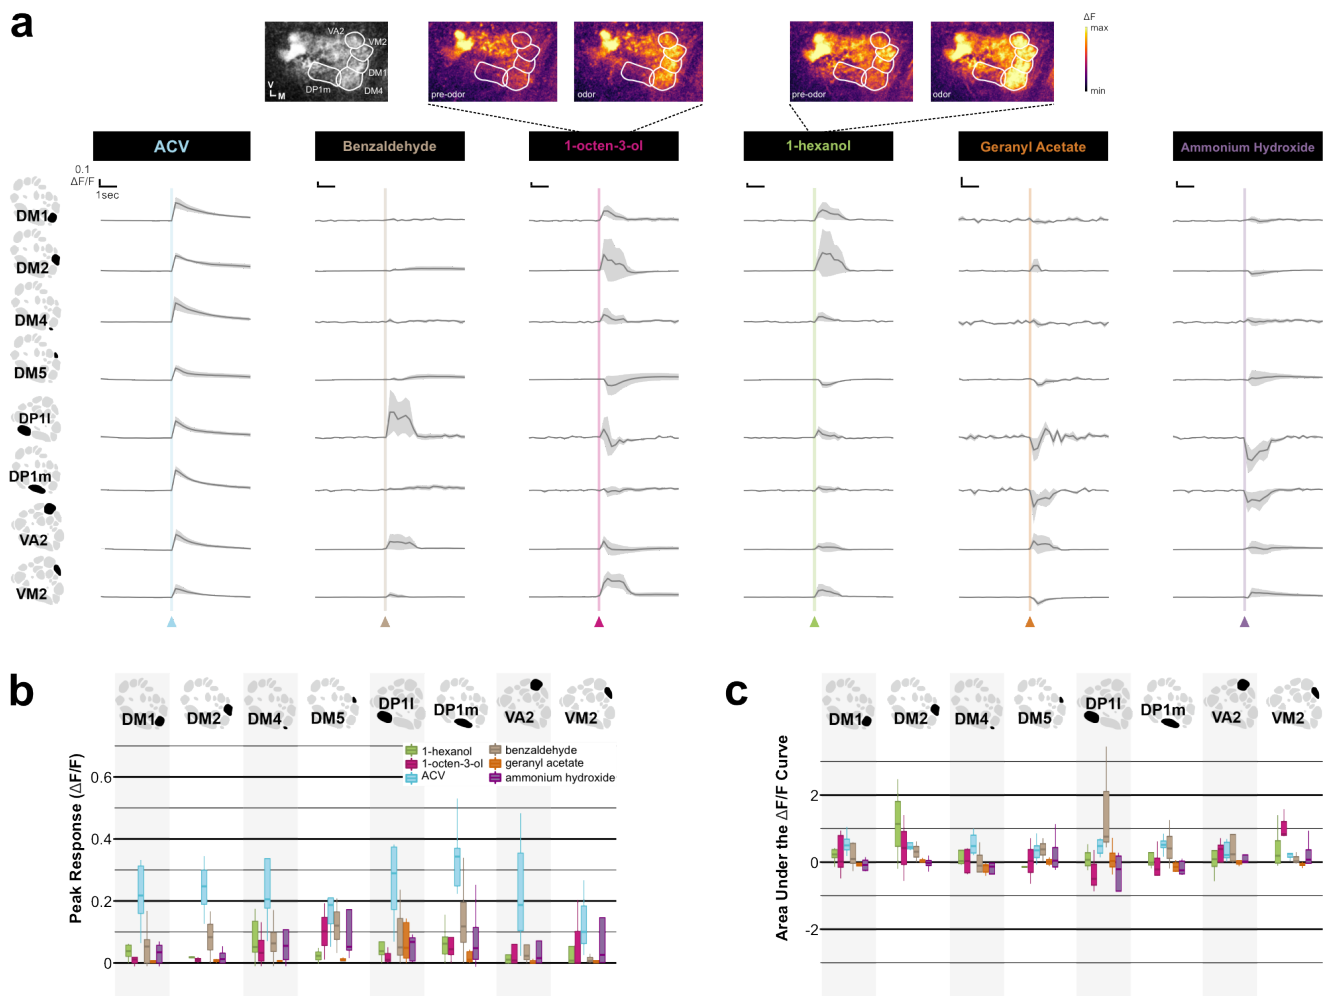 a
VA2
VM2
DM1
DM4
DP1m
V
M
pre-odor
odor
pre-odor
odor
ΔF
max
min
ACV
Benzaldehyde
1-octen-3-ol
1-hexanol
Geranyl Acetate
Ammonium Hydroxide
0.1
ΔF/F
1sec
DM1
DM2
DM4
DM5
DP1l
DP1m
VA2
VM2
b
DM1
DM2
DM4
DM5
DP1l
DP1m
VA2
VM2
Peak Response (ΔF/F)
0.6
0.4
0.2
0
1-hexanol
1-octen-3-ol
ACV
benzaldehyde
geranyl acetate
ammonium hydroxide
c
DM1
DM2
DM4
DM5
DP1l
DP1m
VA2
VM2
Area Under the ΔF/F Curve
2
0
-2